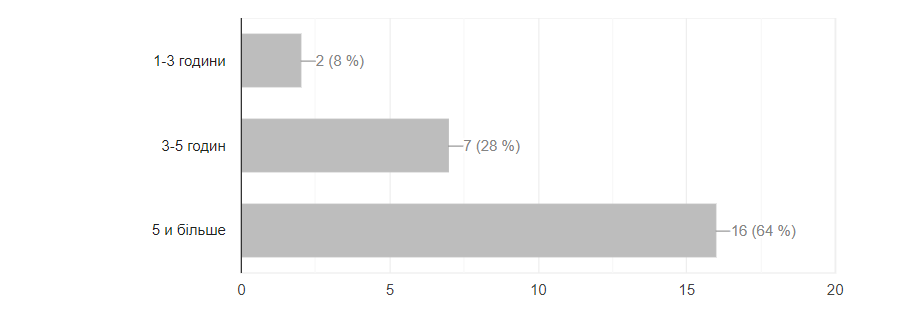 1-3 години
2 (8 %)
3-5 годин
7 (28 %)
5 и більше
16 (64 %)
0
5
10
15
20